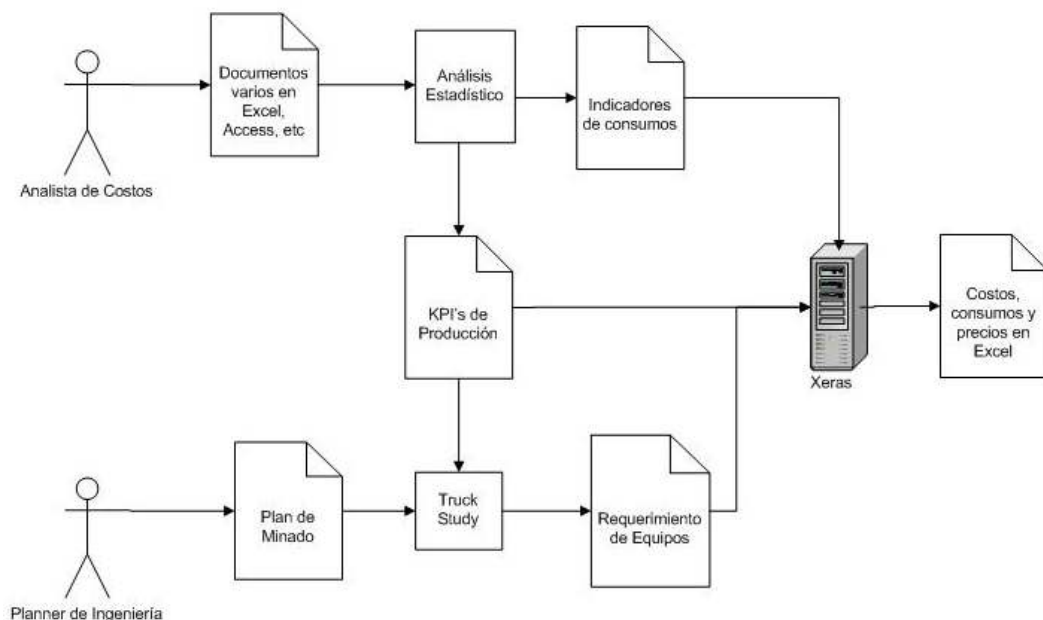 Documentos
varios en
Excel,
Access, etc
Análisis
Estadístico
Indicadores
de consumos
Analista de Costos
KPI's de
Producción
Costos,
consumos y
precios en
Excel
Xeras
Plan de
Minado
Truck
Study
Requerimiento
de Equipos
Planner de Ingeniería